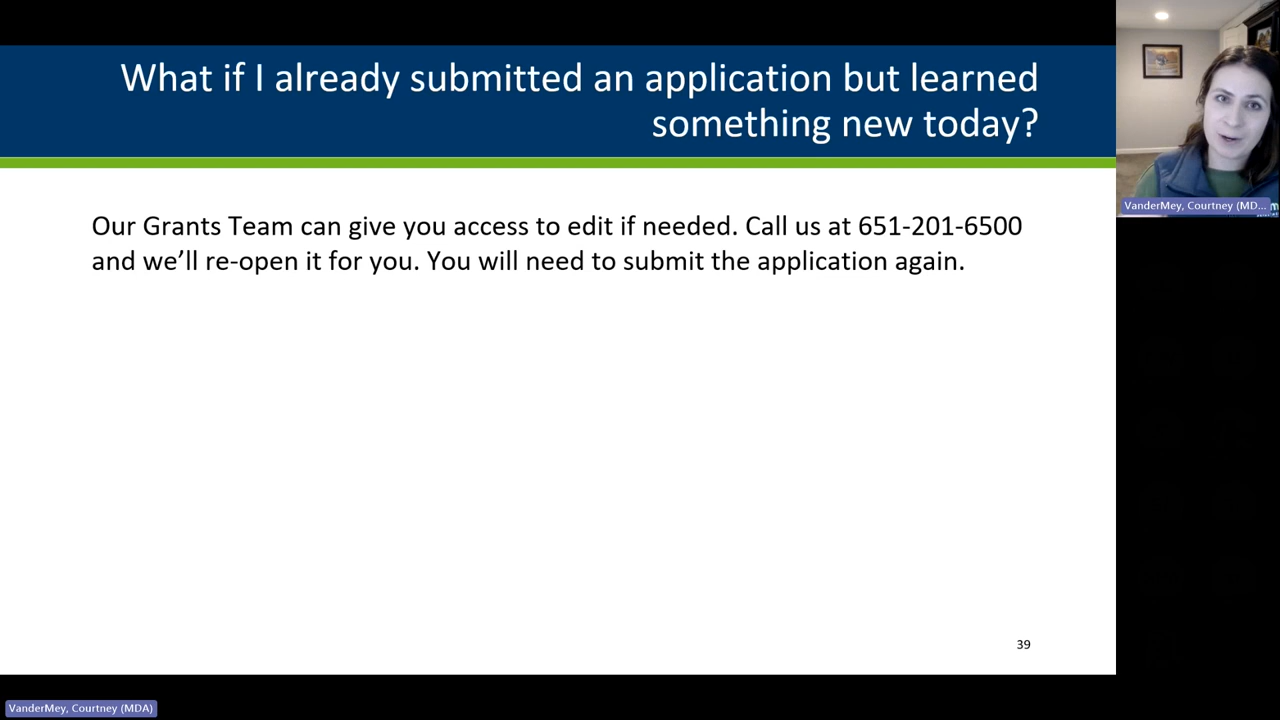 What if I already submitted an application but learned
something new today?
Our Grants Team can give you access to edit if needed. Call us at 651-201-6500
and we’ll re-open it for you. You will need to submit the application again.
39
VanderMey, Courtney (MD...
VanderMey, Courtney (MDA)